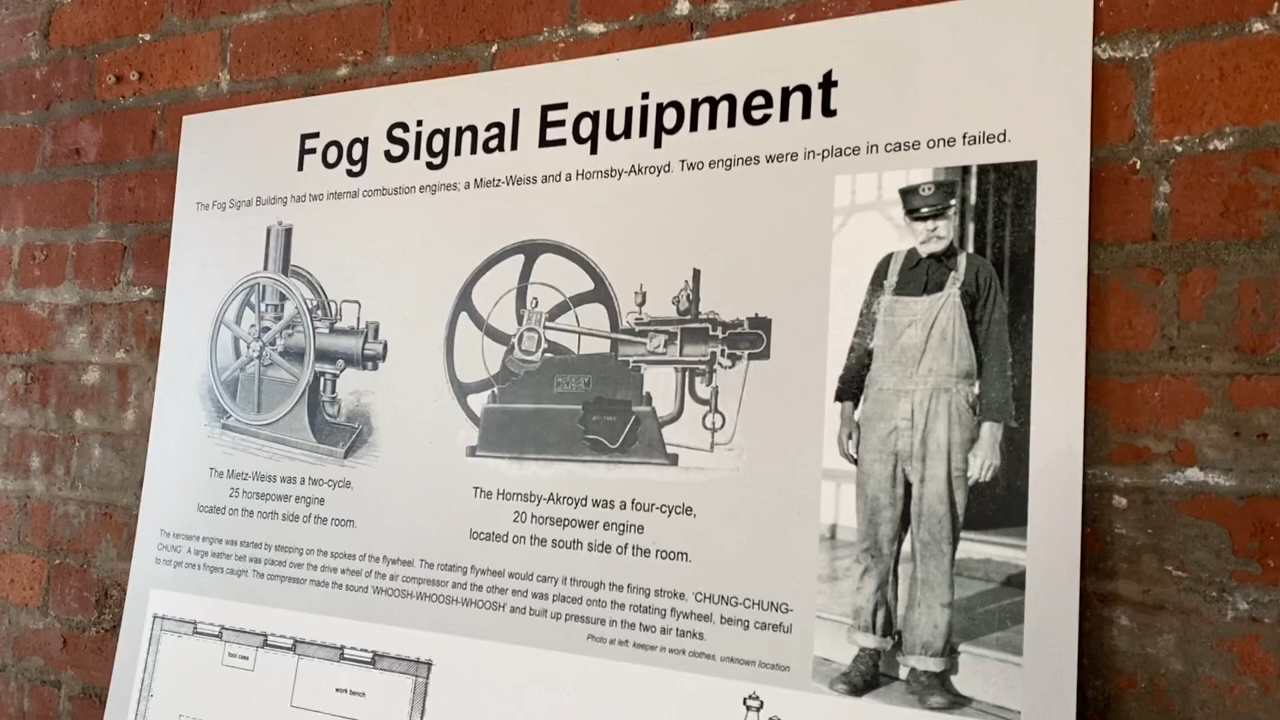 Fog Signal Equipment
The Fog Signal Building had two internal combustion engines; a Mietz-Weiss and a Hornsby-Akroyd. Two engines were in-place in case one failed.
HORNSBY
The Mietz-Weiss was a two-cycle,
25 horsepower engine
located on the north side of the room.
The Hornsby-Akroyd was a four-cycle,
20 horsepower engine
located on the south side of the room.
The kerosene engine was started by stepping on the spokes of the flywheel. The rotating flywheel would carry it through the firing stroke, 'CHUNG-CHUNG-
CHUNG' A large leather belt was placed over the drive wheel of the air compressor and the other end was placed onto the rotating flywheel, being careful
to not get one's fingers caught. The compressor made the sound 'WHOOSH-WHOOSH-WHOOSH' and built up pressure in the two air tanks.
Photo at left: keeper in work clothes, unknown location
tool case
work bench